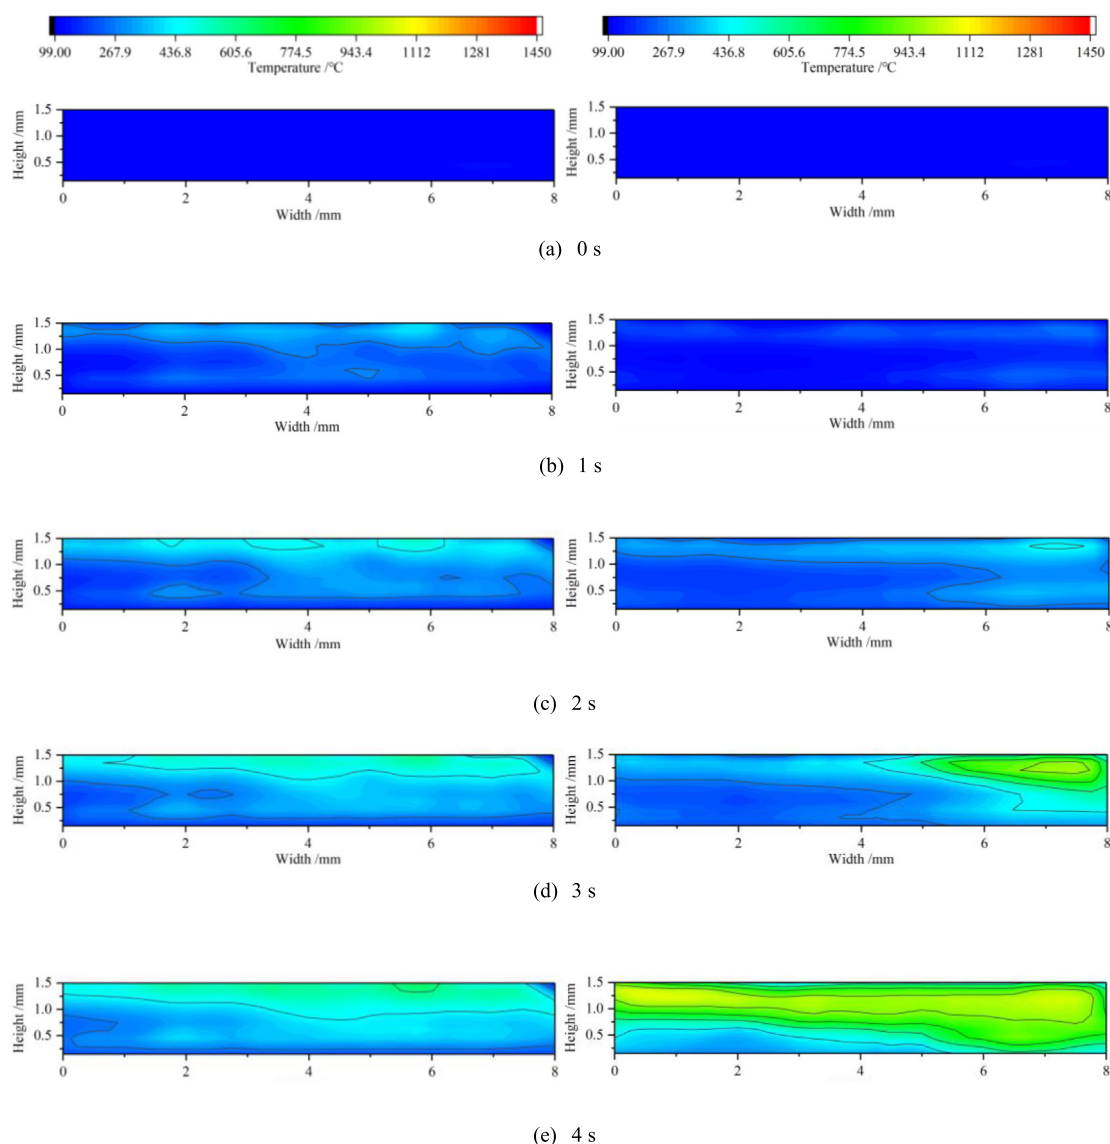 99.00 267.9 436.8 605.6 774.5 943.4 1112 1281 1450
Temperature /°C
99.00 267.9 436.8 605.6 774.5 943.4 1112 1281 1450
Temperature /°C
Height /mm
1.5
1.0
0.5
0 2 4 6 8
Width /mm
Height /mm
1.5
1.0
0.5
0 2 4 6 8
Width /mm
(a) 0 s
Height /mm
1.5
1.0
0.5
0 2 4 6 8
Width /mm
Height /mm
1.5
1.0
0.5
0 2 4 6 8
Width /mm
(b) 1 s
Height /mm
1.5
1.0
0.5
0 2 4 6 8
Width /mm
Height /mm
1.5
1.0
0.5
0 2 4 6 8
Width /mm
(c) 2 s
Height /mm
1.5
1.0
0.5
0 2 4 6 8
Width /mm
Height /mm
1.5
1.0
0.5
0 2 4 6 8
Width /mm
(d) 3 s
Height /mm
1.5
1.0
0.5
0 2 4 6 8
Height /mm
1.5
1.0
0.5
0 2 4 6 8
(e) 4 s